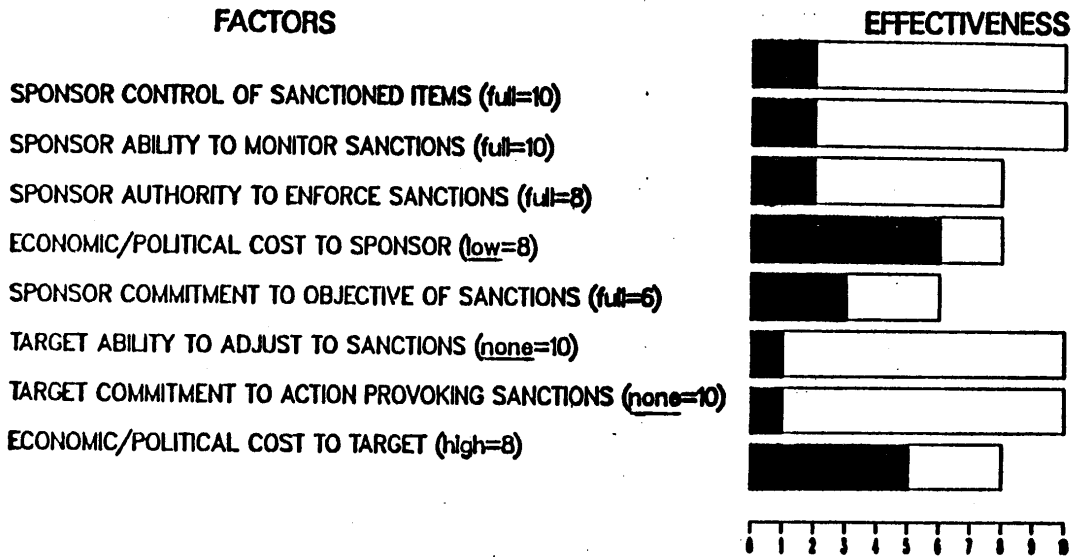 FACTORS EFFECTIVENESS
SPONSOR CONTROL OF SANCTIONED ITEMS (full=10)
SPONSOR ABILITY TO MONITOR SANCTIONS (full=10)
SPONSOR AUTHORITY TO ENFORCE SANCTIONS (full=8)
ECONOMIC/POLITICAL COST TO SPONSOR (low=8)
SPONSOR COMMITMENT TO OBJECTIVE OF SANCTIONS (full=6)
TARGET ABILITY TO ADJUST TO SANCTIONS (none=10)
TARGET COMMITMENT TO ACTION PROVOKING SANCTIONS (none=10)
ECONOMIC/POLITICAL COST TO TARGET (high=8)
0 1 2 3 4 5 6 7 8 9 10